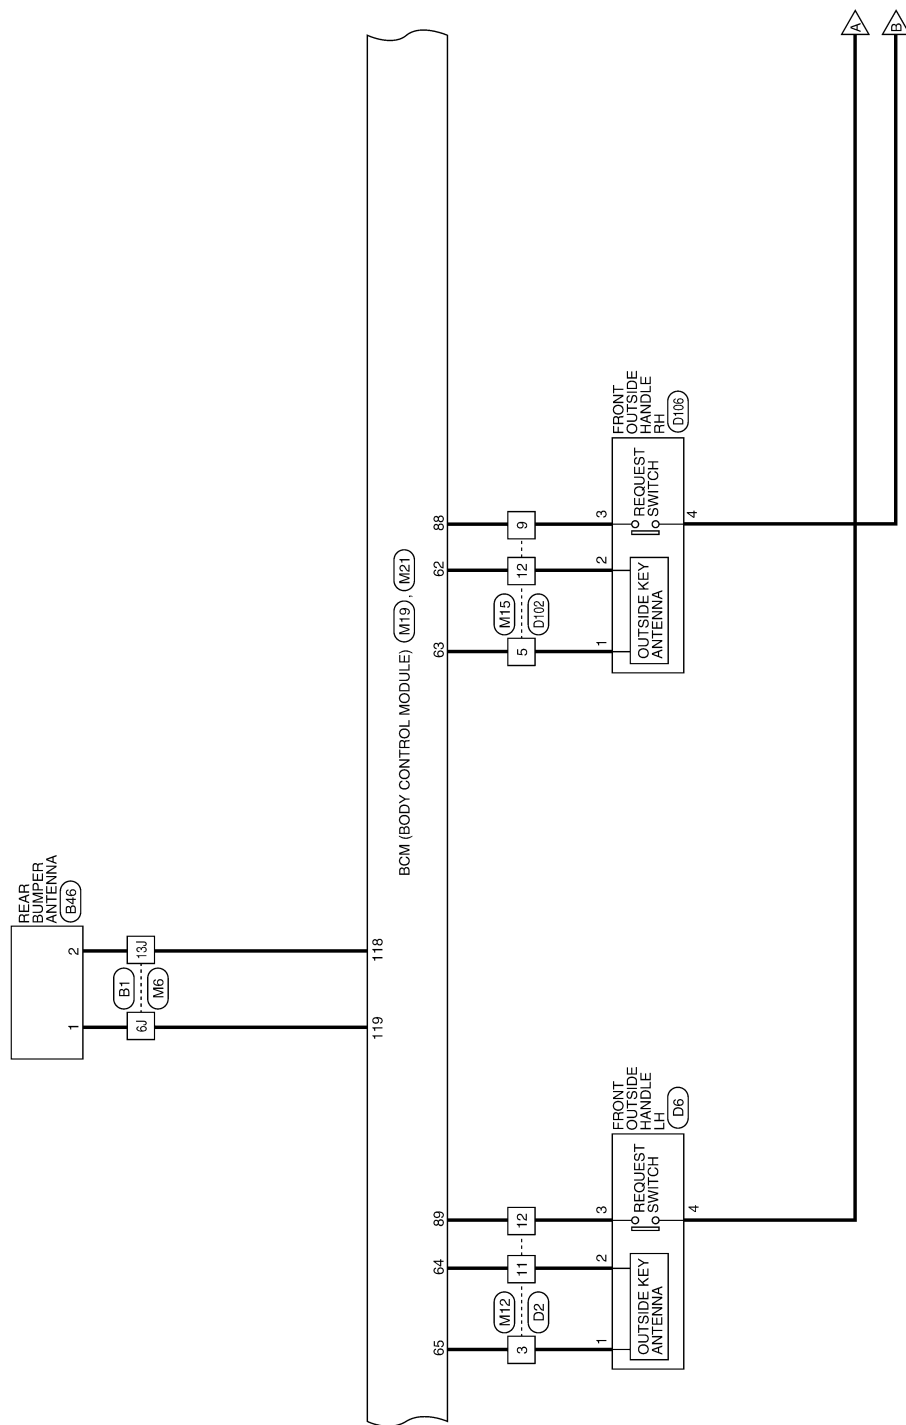 REAR
BUMPER
ANTENNA
B46
1
2
6J
13J
B1
M6
119
118
BCM (BODY CONTROL MODULE) M19 , M21
65
64
89
63
62
88
3
11
12
M12
D2
5
12
9
M15
D102
FRONT
OUTSIDE
HANDLE
LH
D6
1
2
3
OUTSIDE KEY
ANTENNA
REQUEST
SWITCH
4
FRONT
OUTSIDE
HANDLE
RH
D106
1
2
3
OUTSIDE KEY
ANTENNA
REQUEST
SWITCH
4
A
B